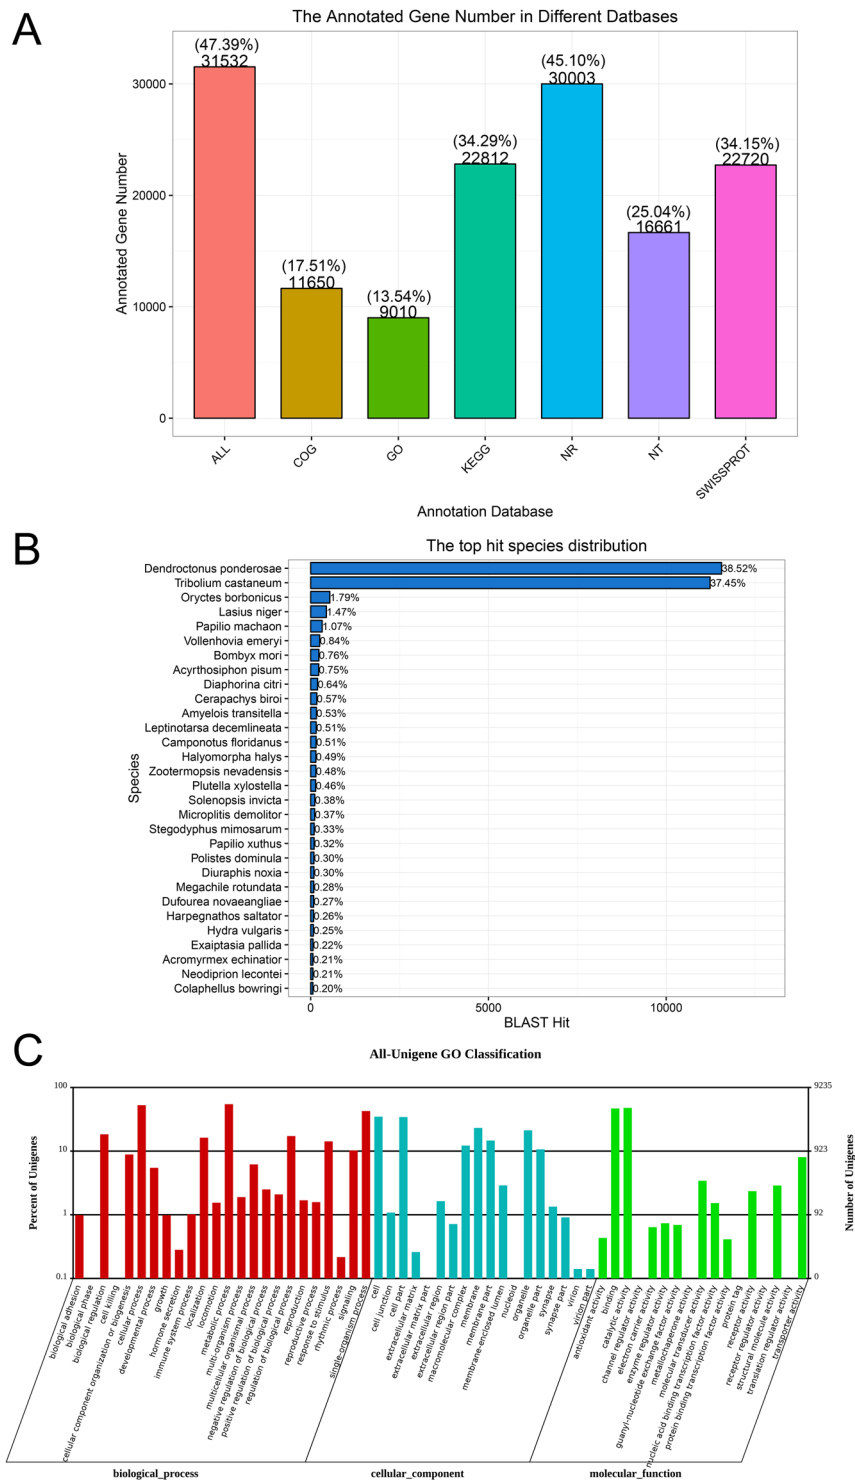 A
The Annotated Gene Number in Different Datbases
Annotated Gene Number
30000
20000
10000
0
(47.39%)
31532
(17.51%)
11650
(13.54%)
9010
(34.29%)
22812
(45.10%)
30003
(25.04%)
16661
(34.15%)
22720
ALL
COG
GO
KEGG
NR
NT
SWISSPROT
Annotation Database
B
The top hit species distribution
Species
Dendroctonus ponderosae 38.52%
Tribolium castaneum 37.45%
Oryctes borbonicus 1.79%
Lasius niger 1.47%
Papilio machaon 1.07%
Vollenhovia emeryi 0.84%
Bombyx mori 0.76%
Acyrthosiphon pisum 0.75%
Diaphorina citri 0.64%
Cerapachys biroi 0.57%
Amyelois transitella 0.53%
Leptinotarsa decemlineata 0.51%
Camponotus floridanus 0.51%
Halyomorpha halys 0.49%
Zootermopsis nevadensis 0.48%
Plutella xylostella 0.46%
Solenopsis invicta 0.38%
Microplitis demolitor 0.37%
Stegodyphus mimosarum 0.33%
Papilio xuthus 0.32%
Polistes dominula 0.30%
Diuraphis noxia 0.30%
Megachile rotundata 0.28%
Dufourea novaeangliae 0.27%
Harpegnathos saltator 0.26%
Hydra vulgaris 0.25%
Exaiptasia pallida 0.22%
Acromyrmex echinatior 0.21%
Neodiprion lecontei 0.21%
Colaphellus bowringi 0.20%
0 5000 10000
BLAST Hit
C
All-Unigene GO Classification
Percent of Unigenes
100
10
1
0.1
9235
923
92
0
Number of Unigenes
biological adhesion
biological phase
biological regulation
cell killing
cellular component organization or biogenesis
cellular process
developmental process
growth
hormone secretion
immune system process
localization
locomotion
metabolic process
multi-organism process
multicellular organismal process
negative regulation of biological process
positive regulation of biological process
regulation of biological process
reproduction
reproductive process
response to stimulus
rhythmic process
signaling
single-organism process
cell
cell junction
cell part
extracellular matrix
extracellular matrix part
extracellular region
extracellular region part
macromolecular complex
membrane
membrane part
membrane-enclosed lumen
nucleoid
organelle
organelle part
synapse
synapse part
virion
virion part
antioxidant activity
binding
catalytic activity
channel regulator activity
electron carrier activity
enzyme regulator activity
guanyl-nucleotide exchange factor activity
metallochaperone activity
molecular transducer activity
nucleic acid binding transcription factor activity
protein binding transcription factor activity
protein tag
receptor activity
receptor regulator activity
structural molecule activity
translation regulator activity
transporter activity
biological_process
cellular_component
molecular_function